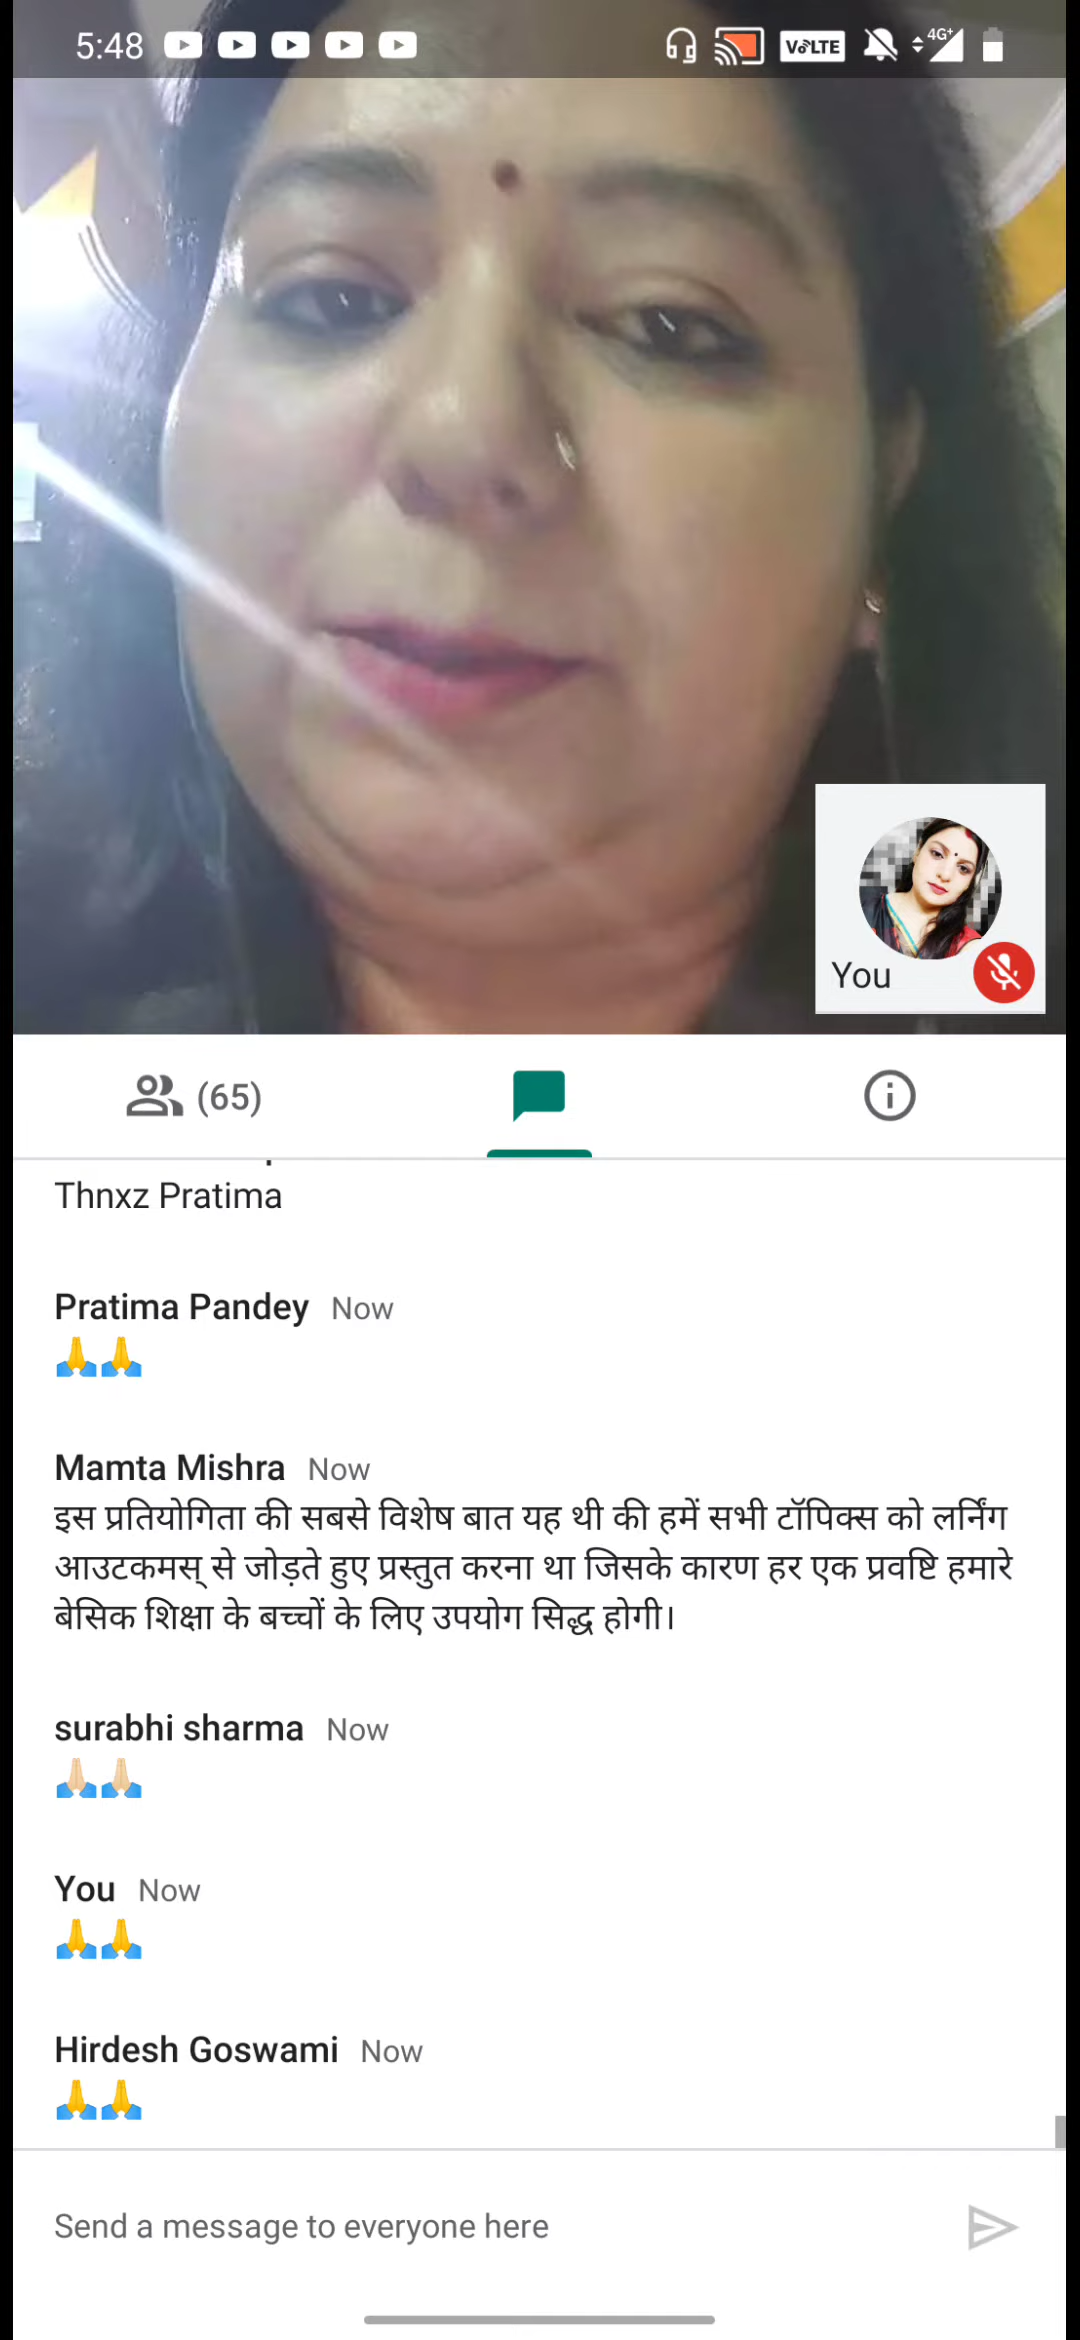 5:48
VoLTE
4G+
You
(65)
Thnxz Pratima
Pratima Pandey Now
🙏🙏
Mamta Mishra Now
इस प्रतियोगिता की सबसे विशेष बात यह थी की हमें सभी टॉपिक्स को लर्निंग
आउटकमस् से जोड़ते हुए प्रस्तुत करना था जिसके कारण हर एक प्रवष्टि हमारे
बेसिक शिक्षा के बच्चों के लिए उपयोग सिद्ध होगी।
surabhi sharma Now
🙏🏻🙏🏻
You Now
🙏🙏
Hirdesh Goswami Now
🙏🙏
Send a message to everyone here